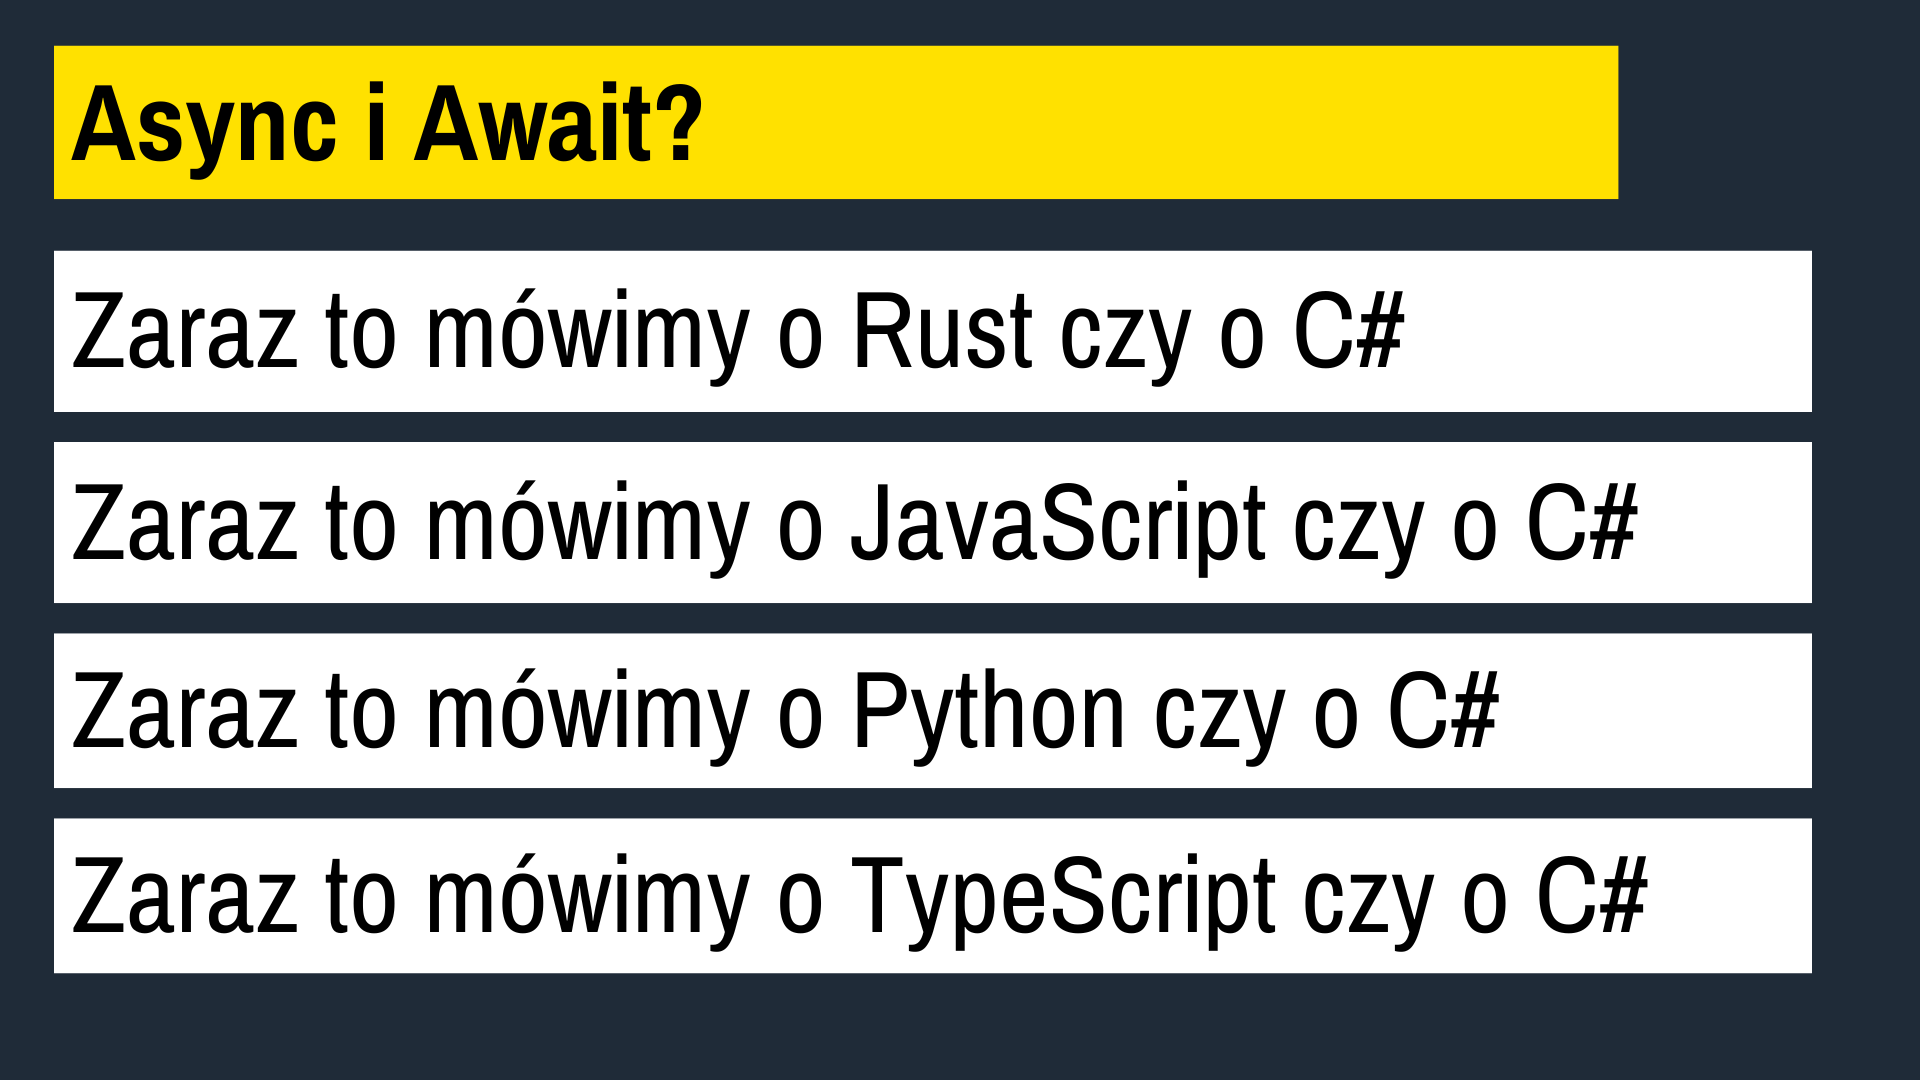 Async i Await?
Zaraz to mówimy o Rust czy o C#
Zaraz to mówimy o JavaScript czy o C#
Zaraz to mówimy o Python czy o C#
Zaraz to mówimy o TypeScript czy o C#